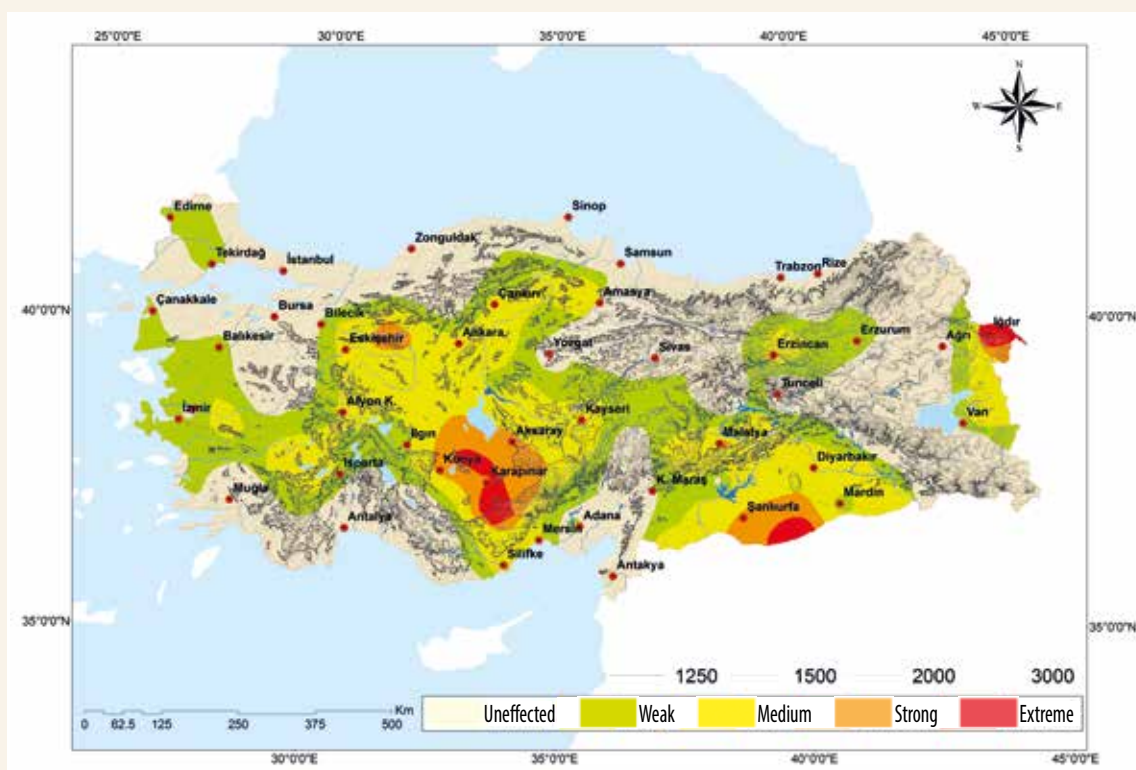 25°0'0"E 30°0'0"E 35°0'0"E 40°0'0"E 45°0'0"E
N
W E
S
Edirne
Sinop
Tekirdağ
Zonguldak
İstanbul
Samsun
Trabzon
Rize
Çanakkale
40°0'0"N
Bursa
Bilecik
Çankırı
Amasya
40°0'0"N
Iğdır
Balıkesir
Eskişehir
Ankara
Yozgat
Sivas
Erzincan
Erzurum
Ağrı
Tunceli
İzmir
Afyon K.
Kayseri
Van
Ilgın
Aksaray
Malatya
Isparta
Konya
Karapınar
K. Maraş
Diyarbakır
Muğla
Mardin
Antalya
Mersin
Adana
Şanlıurfa
Silifke
Antakya
35°0'0"N
35°0'0"N
1250 1500 2000 3000
Km
0 62.5 125 250 375 500
Uneffected Weak Medium Strong Extreme
30°0'0"E 35°0'0"E 40°0'0"E 45°0'0"E